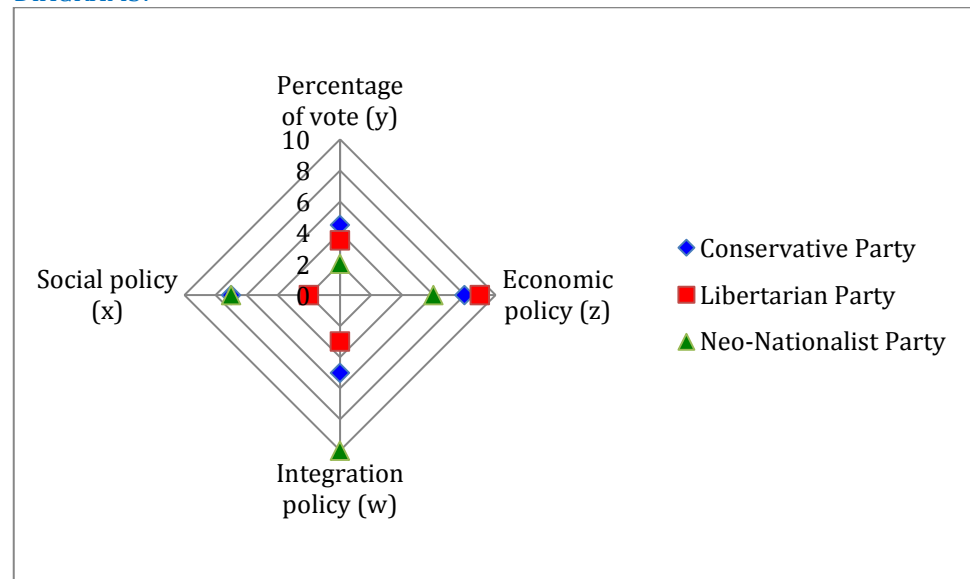 Percentage
of vote (y)
10
8
6
4
2
0
Social policy
(x)
Economic
policy (z)
Integration
policy (w)
Conservative Party
Libertarian Party
Neo-Nationalist Party